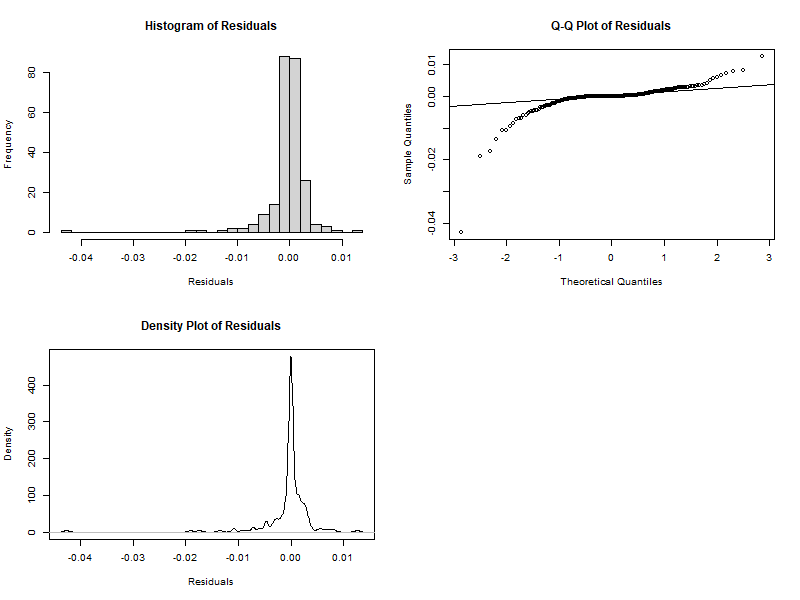 Histogram of Residuals
Frequency
80
60
40
20
0
-0.04 -0.03 -0.02 -0.01 0.00 0.01
Residuals
Q-Q Plot of Residuals
Sample Quantiles
0.01
0.00
-0.02
-0.04
-3 -2 -1 0 1 2 3
Theoretical Quantiles
Density Plot of Residuals
Density
400
300
200
100
0
-0.04 -0.03 -0.02 -0.01 0.00 0.01
Residuals